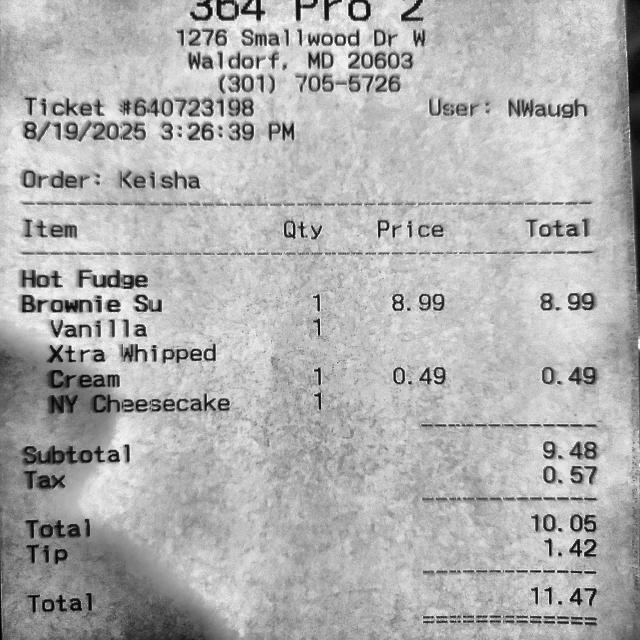 364 Pro 2
1276 Smallwood Dr W
Waldorf, MD 20603
(301) 705-5726
Ticket #640723198 User: NWaugh
8/19/2025 3:26:39 PM
Order: Keisha
Item Qty Price Total
Hot Fudge
Brownie Su 1 8.99 8.99
Vanilla 1
Xtra Whipped
Cream 1 0.49 0.49
NY Cheesecake 1
Subtotal 9.48
Tax 0.57
Total 10.05
Tip 1.42
Total 11.47